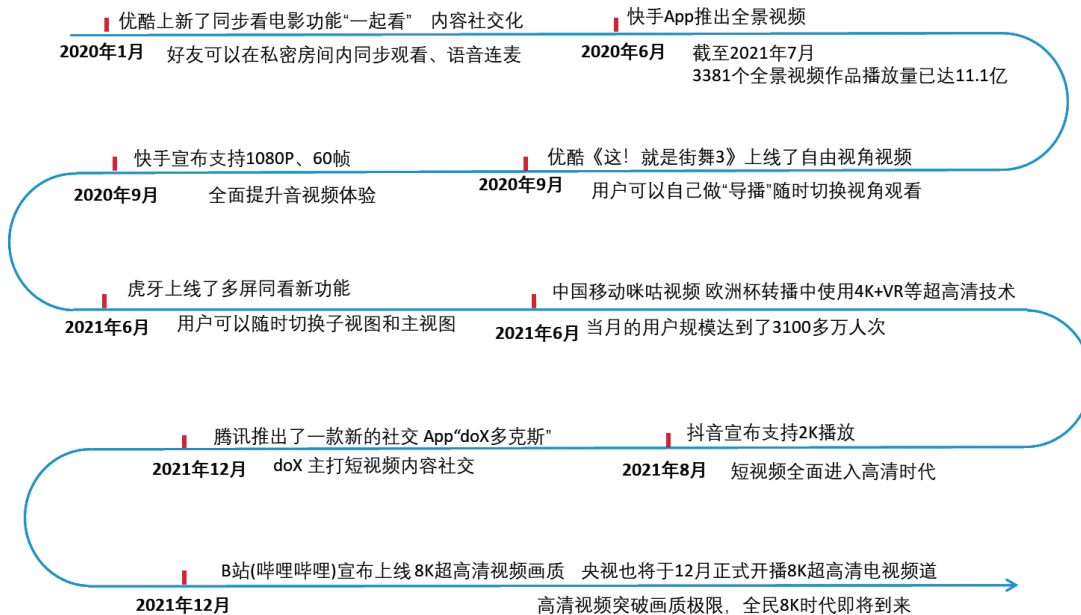 优酷上新了同步看电影功能“一起看” 内容社交化
2020年1月
好友可以在私密房间内同步观看、语音连麦
快手App推出全景视频
2020年6月
截至2021年7月
3381个全景视频作品播放量已达11.1亿
优酷《这！就是街舞3》上线了自由视角视频
2020年9月
用户可以自己做“导播”随时切换视角观看
快手宣布支持1080P、60帧
2020年9月
全面提升音视频体验
虎牙上线了多屏同看新功能
2021年6月
用户可以随时切换子视图和主视图
中国移动咪咕视频 欧洲杯转播中使用4K+VR等超高清技术
2021年6月
当月的用户规模达到了3100多万人次
抖音宣布支持2K播放
2021年8月
短视频全面进入高清时代
腾讯推出了一款新的社交 App“doX多克斯”
2021年12月
doX 主打短视频内容社交
B站(哔哩哔哩)宣布上线 8K超高清视频画质 央视也将于12月正式开播8K超高清电视频道
2021年12月
高清视频突破画质极限，全民8K时代即将到来